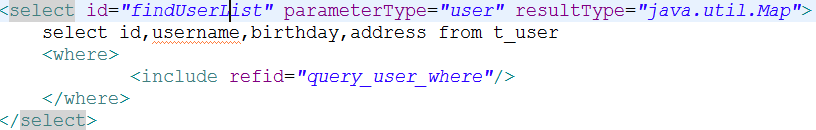 <select id="findUserList" parameterType="user" resultType="java.util.Map">
select id,username,birthday,address from t_user
<where>
<include refid="query_user_where"/>
</where>
</select>